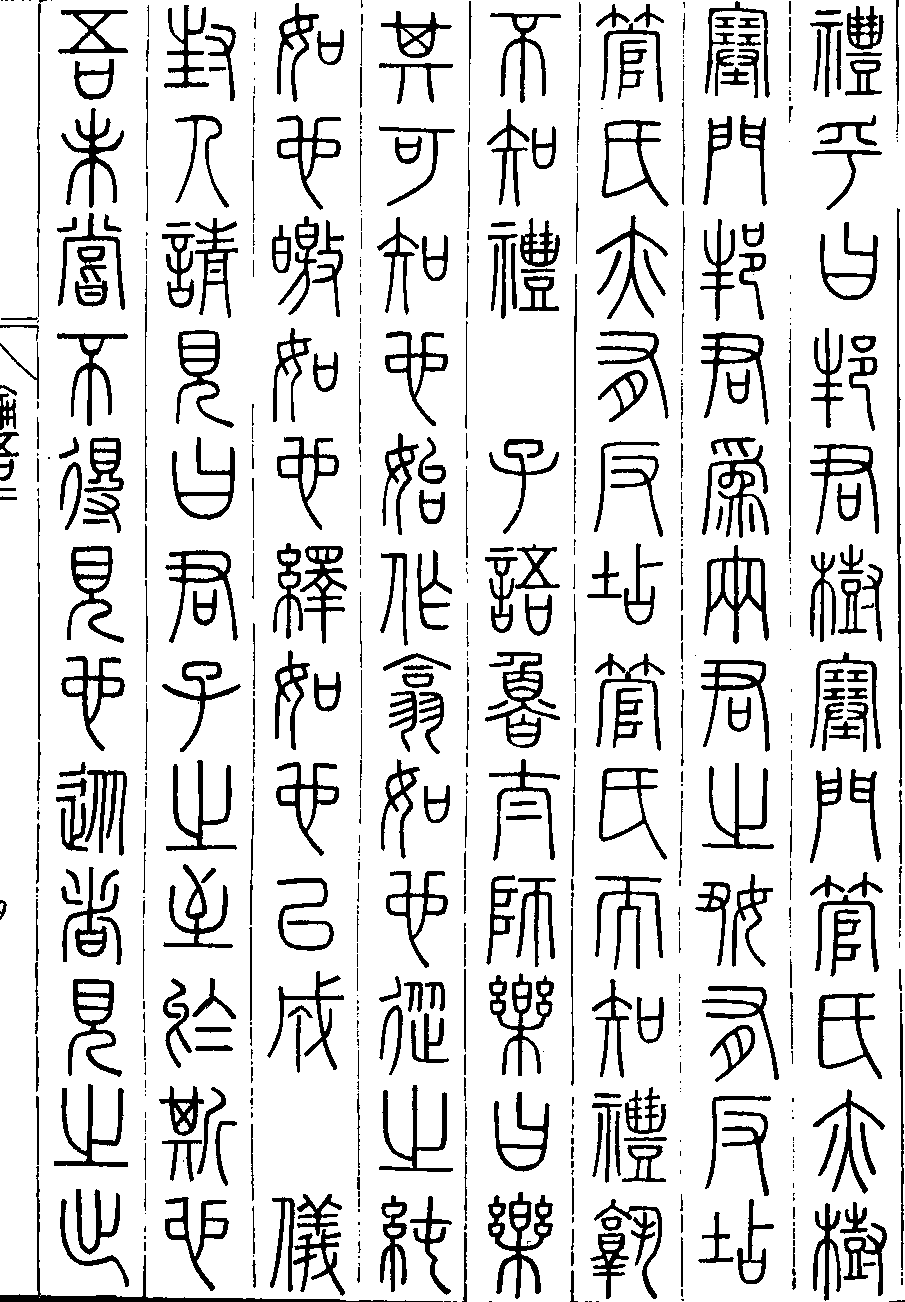 禮乎曰邦君樹塞門管氏亦樹
塞門邦君爲兩君之好有反坫
管氏亦有反坫管氏而知禮孰
不知禮　子語魯大師樂曰樂
其可知也始作翕如也從之純
如也皦如也繹如也以成　儀
封人請見曰君子之至於斯也
吾未嘗不得見也從者見之出